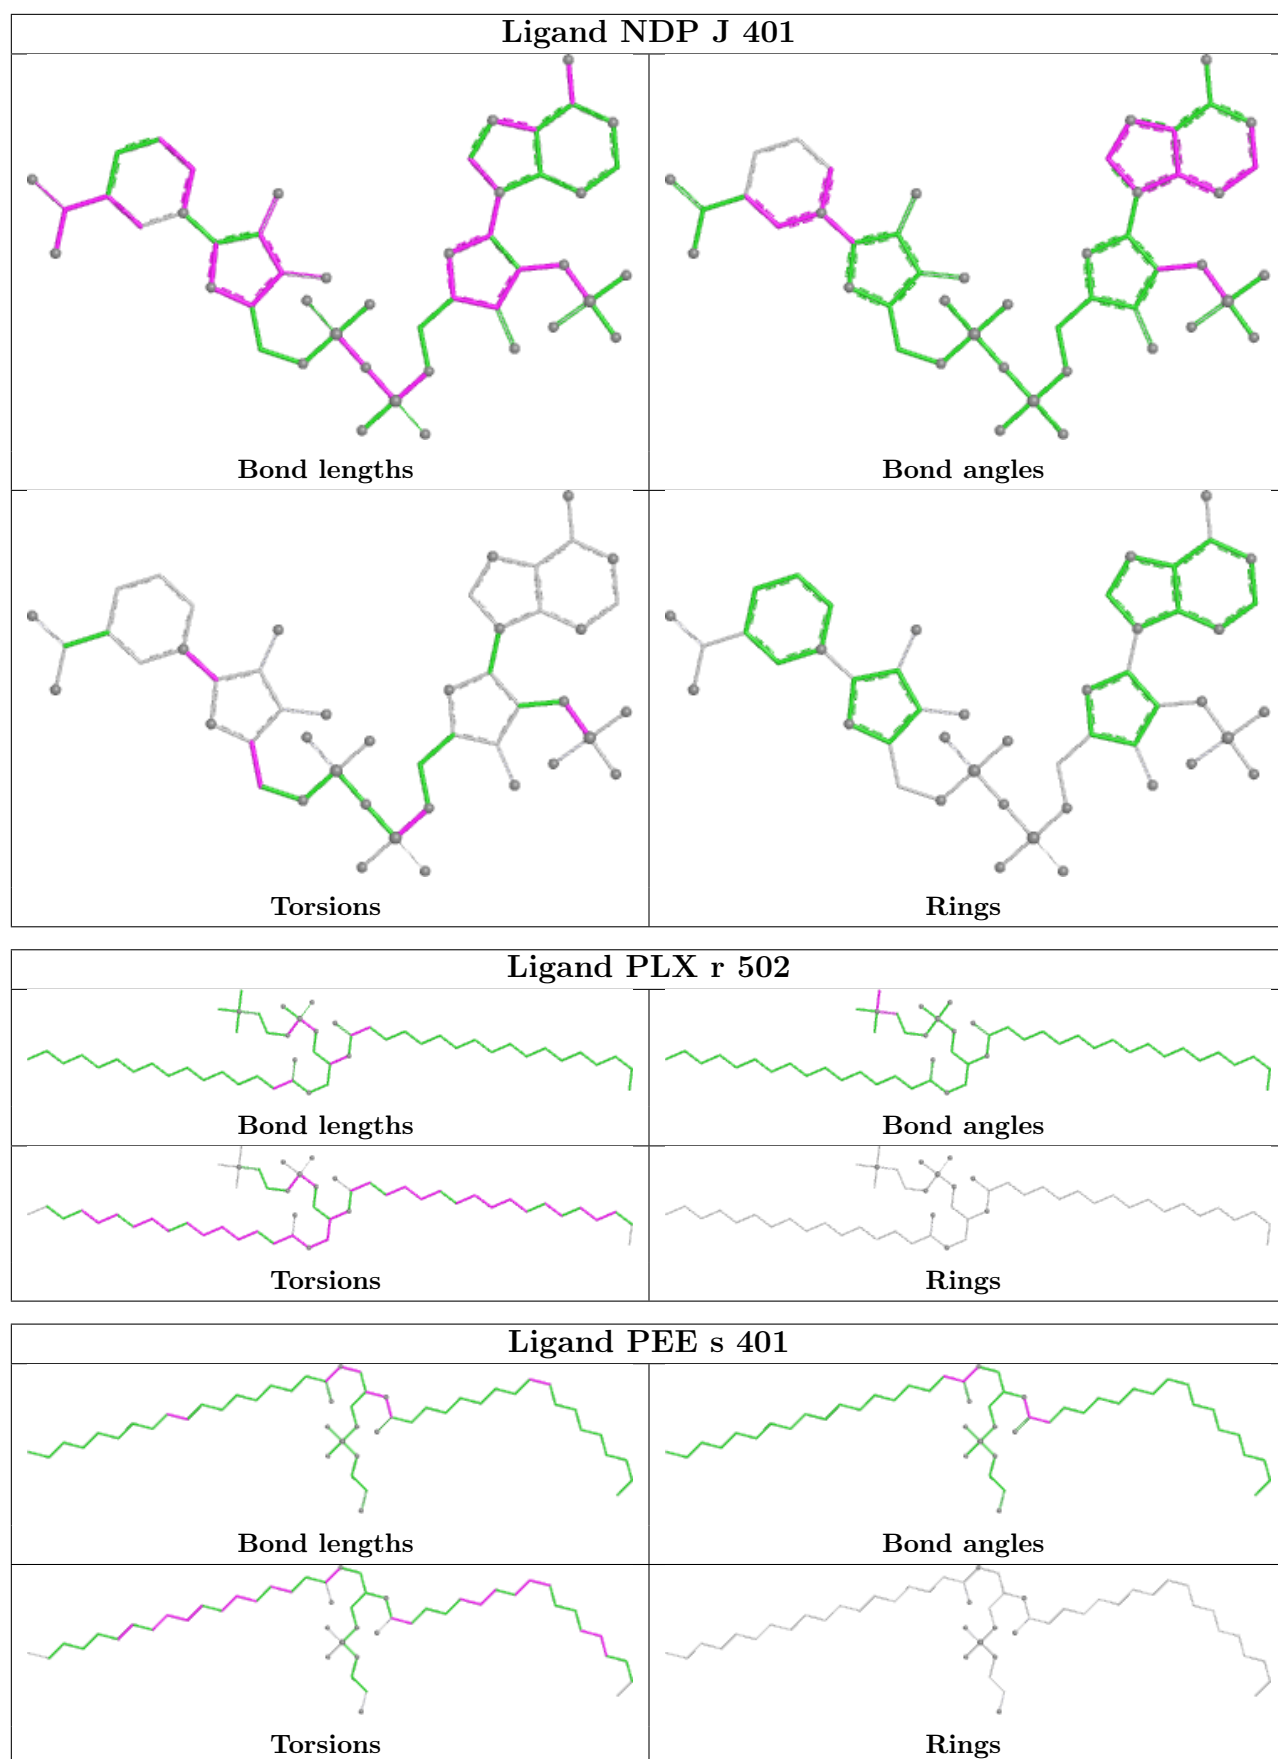 Ligand NDP J 401
Bond lengths
Bond angles
Torsions
Rings
Ligand PLX r 502
Bond lengths
Bond angles
Torsions
Rings
Ligand PEE s 401
Bond lengths
Bond angles
Torsions
Rings